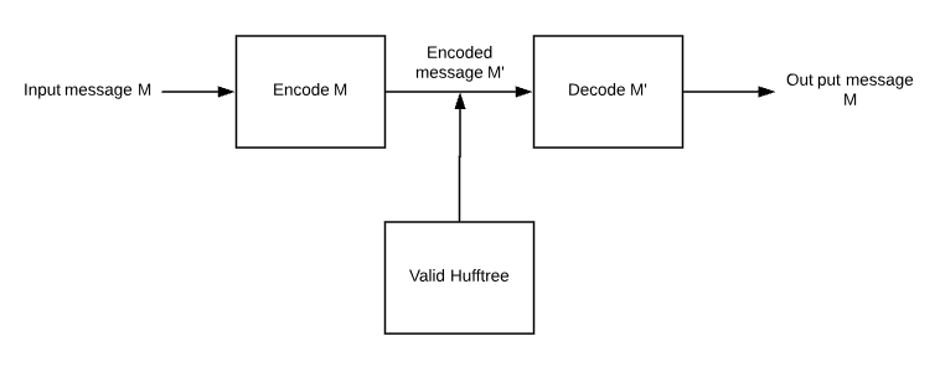 Input message M
Encode M
Encoded
message M'
Decode M'
Out put message
M
Valid Hufftree